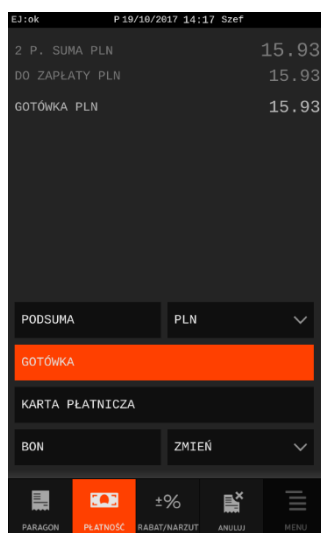 EJ:ok P19/10/2017 14:17 Szef
2 P. SUMA PLN 15.93
DO ZAPŁATY PLN 15.93
GOTÓWKA PLN 15.93
PODSUMA PLN
GOTÓWKA
KARTA PŁATNICZA
BON ZMIEŃ
±%
PARAGON PŁATNOŚĆ RABAT/NARZUT ANULUJ MENU